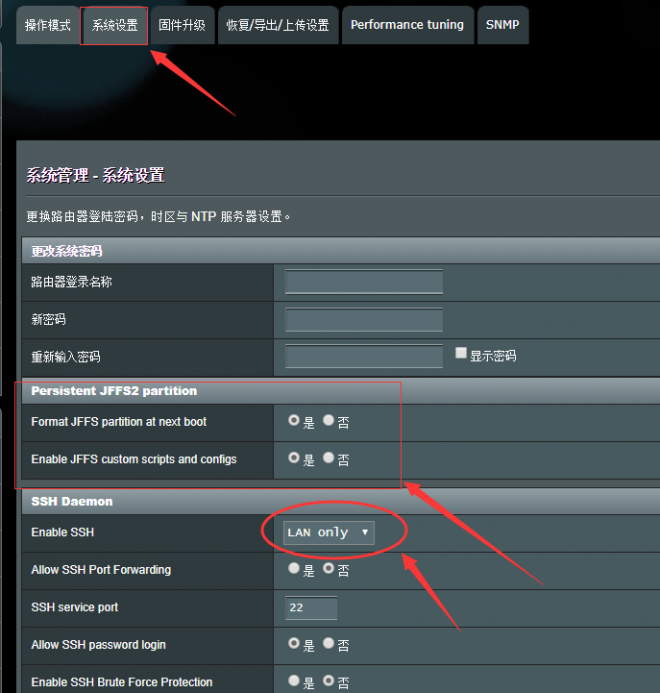 操作模式 系统设置 固件升级 恢复/导出/上传设置 Performance tuning SNMP
系统管理 - 系统设置
更换路由器登陆密码，时区与 NTP 服务器设置。
更改系统密码
路由器登录名称
新密码
重新输入密码 显示密码
Persistent JFFS2 partition
Format JFFS partition at next boot 是 否
Enable JFFS custom scripts and configs 是 否
SSH Daemon
Enable SSH LAN only
Allow SSH Port Forwarding 是 否
SSH service port 22
Allow SSH password login 是 否
Enable SSH Brute Force Protection 是 否